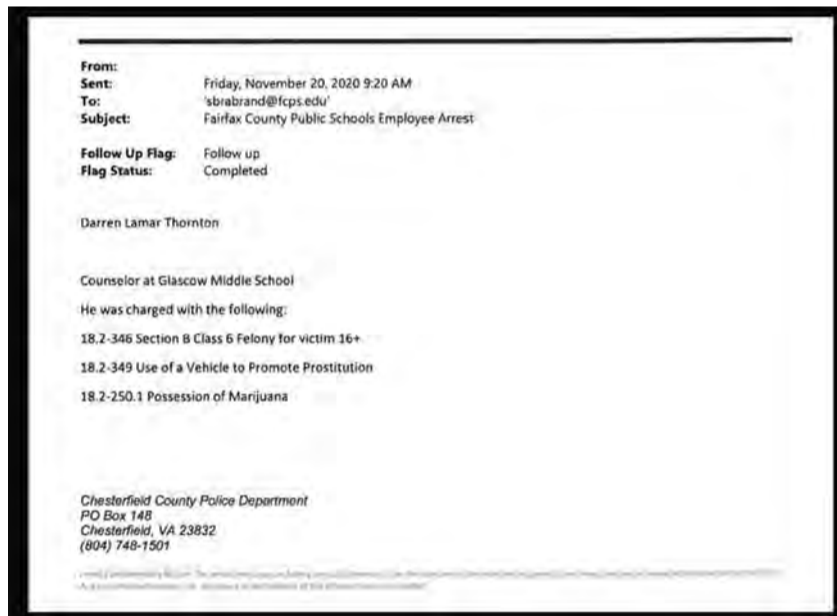 From:
Sent: Friday, November 20, 2020 9:20 AM
To: 'sbrabrand@fcps.edu'
Subject: Fairfax County Public Schools Employee Arrest
Follow Up Flag: Follow up
Flag Status: Completed
Darren Lamar Thornton
Counselor at Glascow Middle School
He was charged with the following:
18.2-346 Section B Class 6 Felony for victim 16+
18.2-349 Use of a Vehicle to Promote Prostitution
18.2-250.1 Possession of Marijuana
Chesterfield County Police Department
PO Box 148
Chesterfield, VA 23832
(804) 748-1501